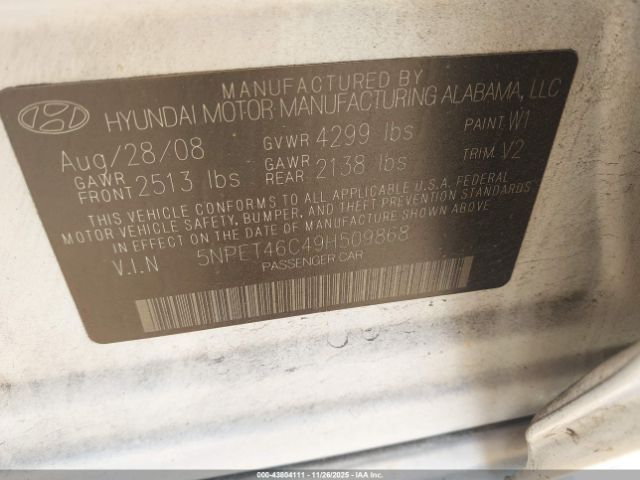 MANUFACTURED BY
HYUNDAI MOTOR MANUFACTURING ALABAMA, LLC
Aug/28/08 GVWR 4299 lbs PAINT W1
GAWR FRONT 2513 lbs GAWR REAR 2138 lbs TRIM V2
THIS VEHICLE CONFORMS TO ALL APPLICABLE U.S.A. FEDERAL
MOTOR VEHICLE SAFETY, BUMPER, AND THEFT PREVENTION STANDARDS
IN EFFECT ON THE DATE OF MANUFACTURE SHOWN ABOVE.
V.I.N 5NPET46C49H509868
PASSENGER CAR
000-43804111 - 11/26/2025 - IAA Inc.